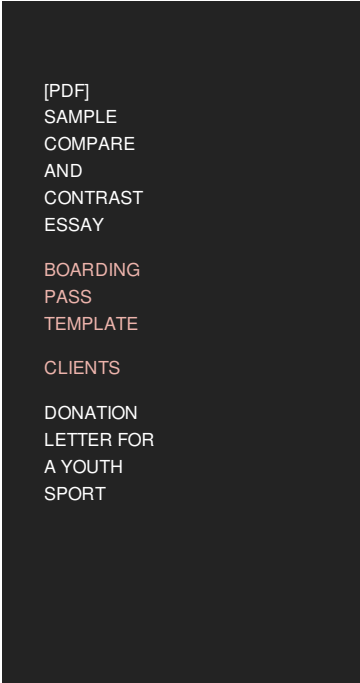 [PDF]
SAMPLE
COMPARE
AND
CONTRAST
ESSAY
BOARDING
PASS
TEMPLATE
CLIENTS
DONATION
LETTER FOR
A YOUTH
SPORT